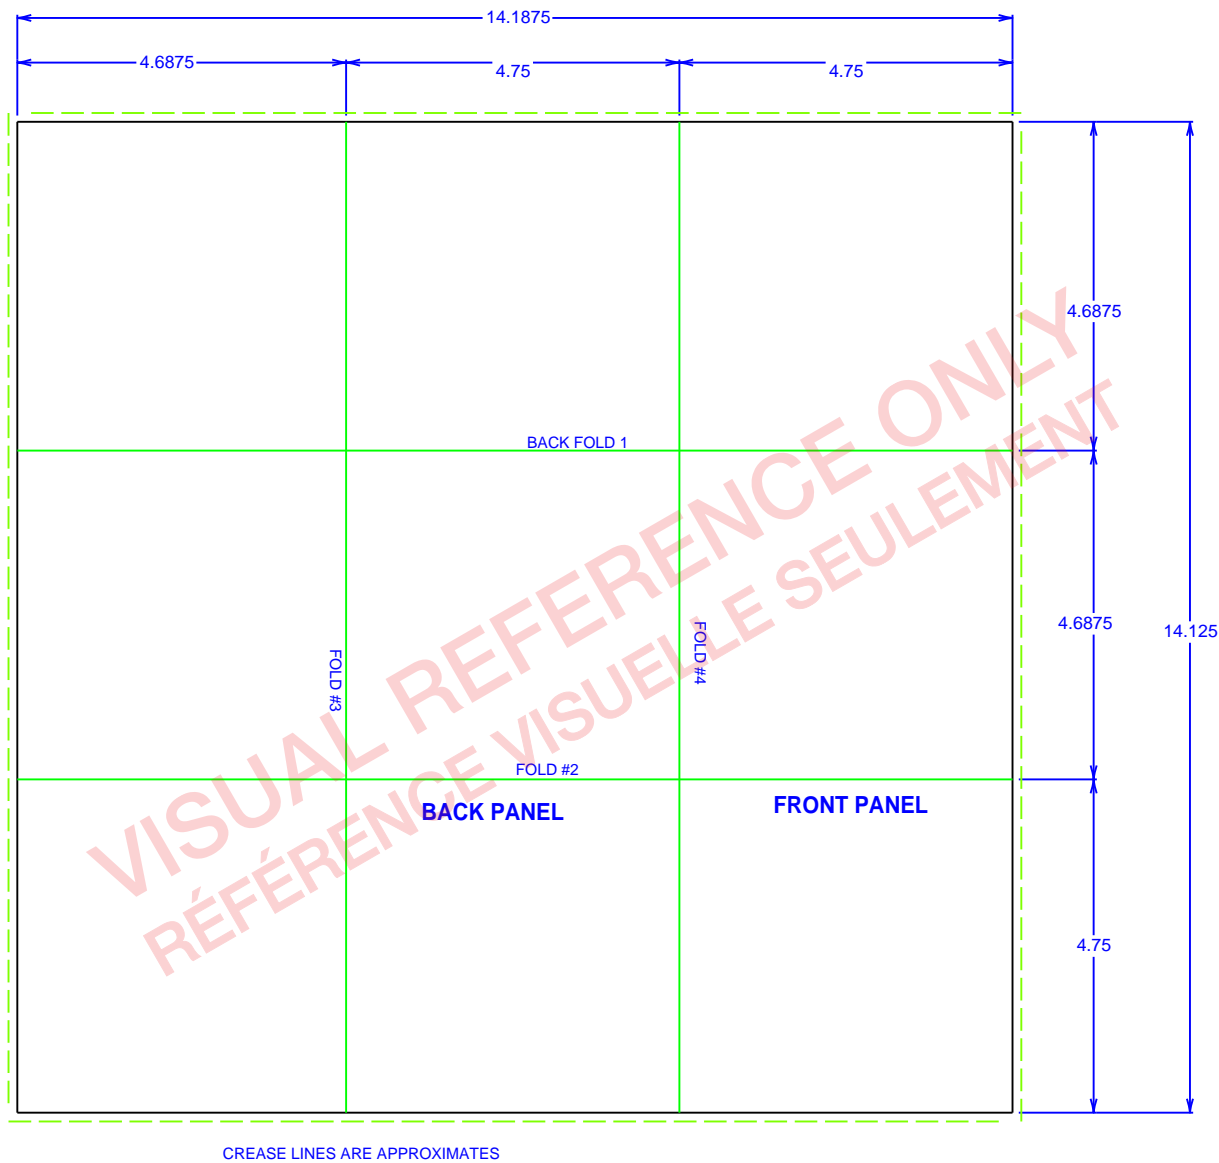 14.1875
4.6875
4.75
4.75
4.6875
BACK FOLD 1
4.6875
14.125
FOLD #3
FOLD #4
FOLD #2
BACK PANEL
FRONT PANEL
4.75
VISUAL REFERENCE ONLY
RÉFÉRENCE VISUELLE SEULEMENT
CREASE LINES ARE APPROXIMATES